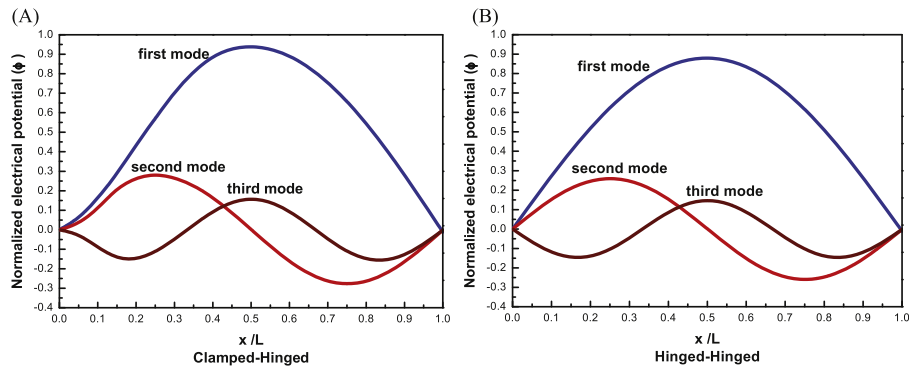 (A)
Normalized electrical potential (ϕ )
1.0
0.9
0.8
0.7
0.6
0.5
0.4
0.3
0.2
0.1
0.0
-0.1
-0.2
-0.3
-0.4
first mode
second mode
third mode
0.0 0.1 0.2 0.3 0.4 0.5 0.6 0.7 0.8 0.9 1.0
x /L
Clamped-Hinged
(B)
Normalized electrical potential (ϕ )
1.0
0.9
0.8
0.7
0.6
0.5
0.4
0.3
0.2
0.1
0.0
-0.1
-0.2
-0.3
-0.4
first mode
second mode
third mode
0.0 0.1 0.2 0.3 0.4 0.5 0.6 0.7 0.8 0.9 1.0
x /L
Hinged-Hinged